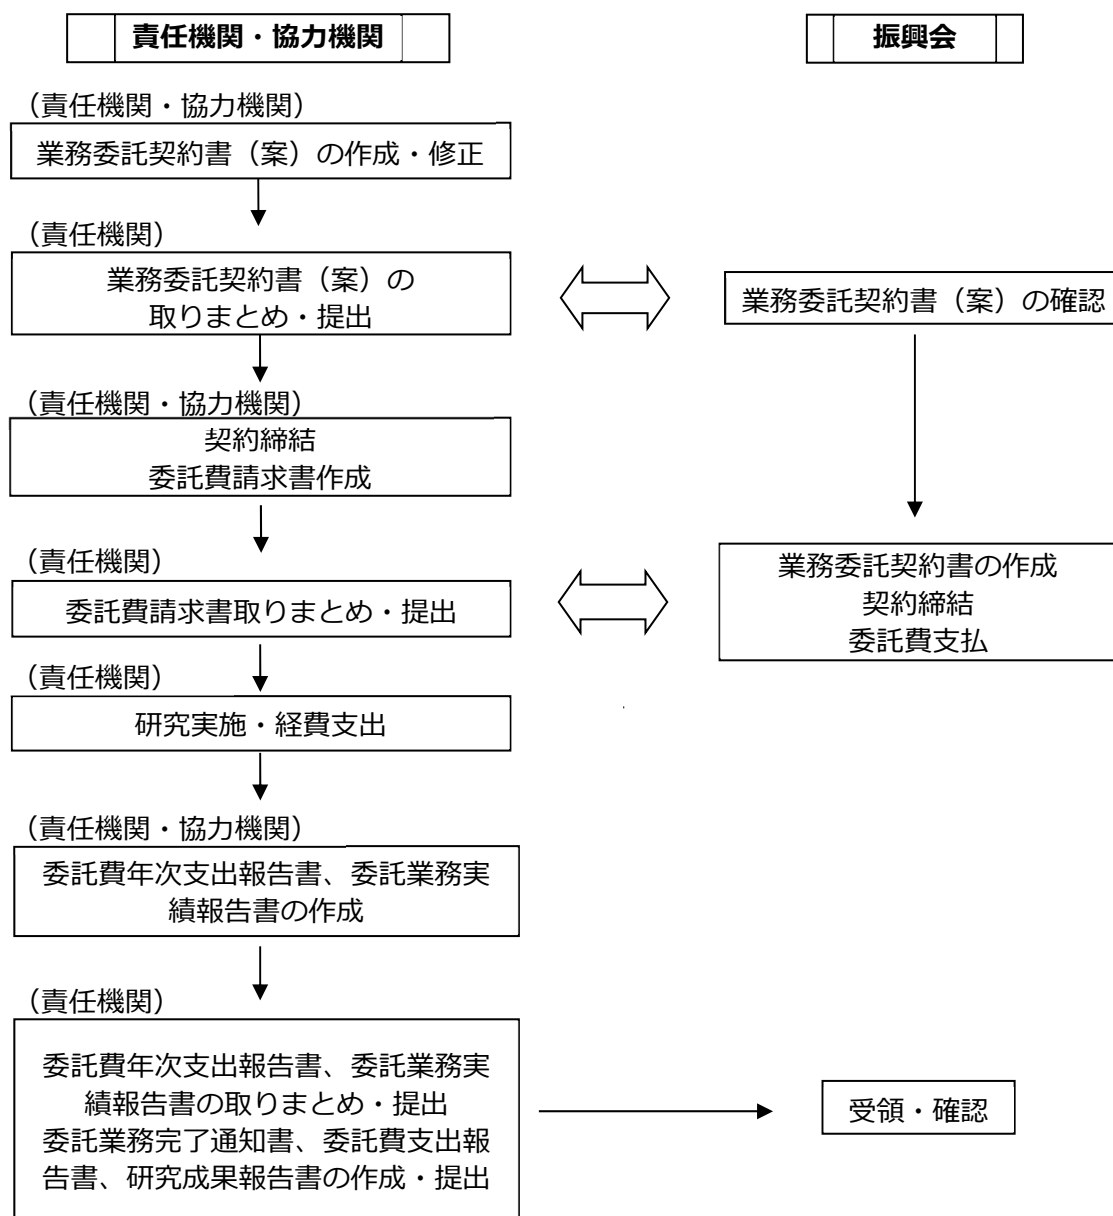 責任機関・協力機関
振興会
（責任機関・協力機関）
業務委託契約書（案）の作成・修正
（責任機関）
業務委託契約書（案）の
取りまとめ・提出
業務委託契約書（案）の確認
（責任機関・協力機関）
契約締結
委託費請求書作成
（責任機関）
委託費請求書取りまとめ・提出
業務委託契約書の作成
契約締結
委託費支払
（責任機関）
研究実施・経費支出
（責任機関・協力機関）
委託費年次支出報告書、委託業務実
績報告書の作成
（責任機関）
委託費年次支出報告書、委託業務実
績報告書の取りまとめ・提出
委託業務完了通知書、委託費支出報
告書、研究成果報告書の作成・提出
受領・確認